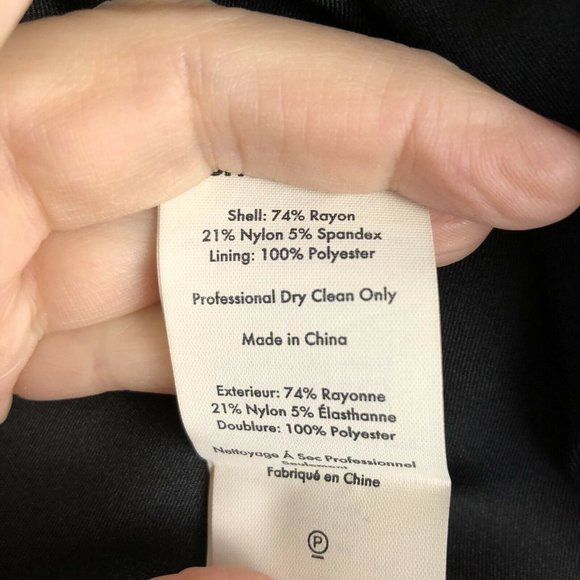 Shell: 74% Rayon
21% Nylon 5% Spandex
Lining: 100% Polyester
Professional Dry Clean Only
Made in China
Exterieur: 74% Rayonne
21% Nylon 5% Élasthanne
Doublure: 100% Polyester
Nettoyage À Sec Professionnel
Seulement
Fabriqué en Chine
P